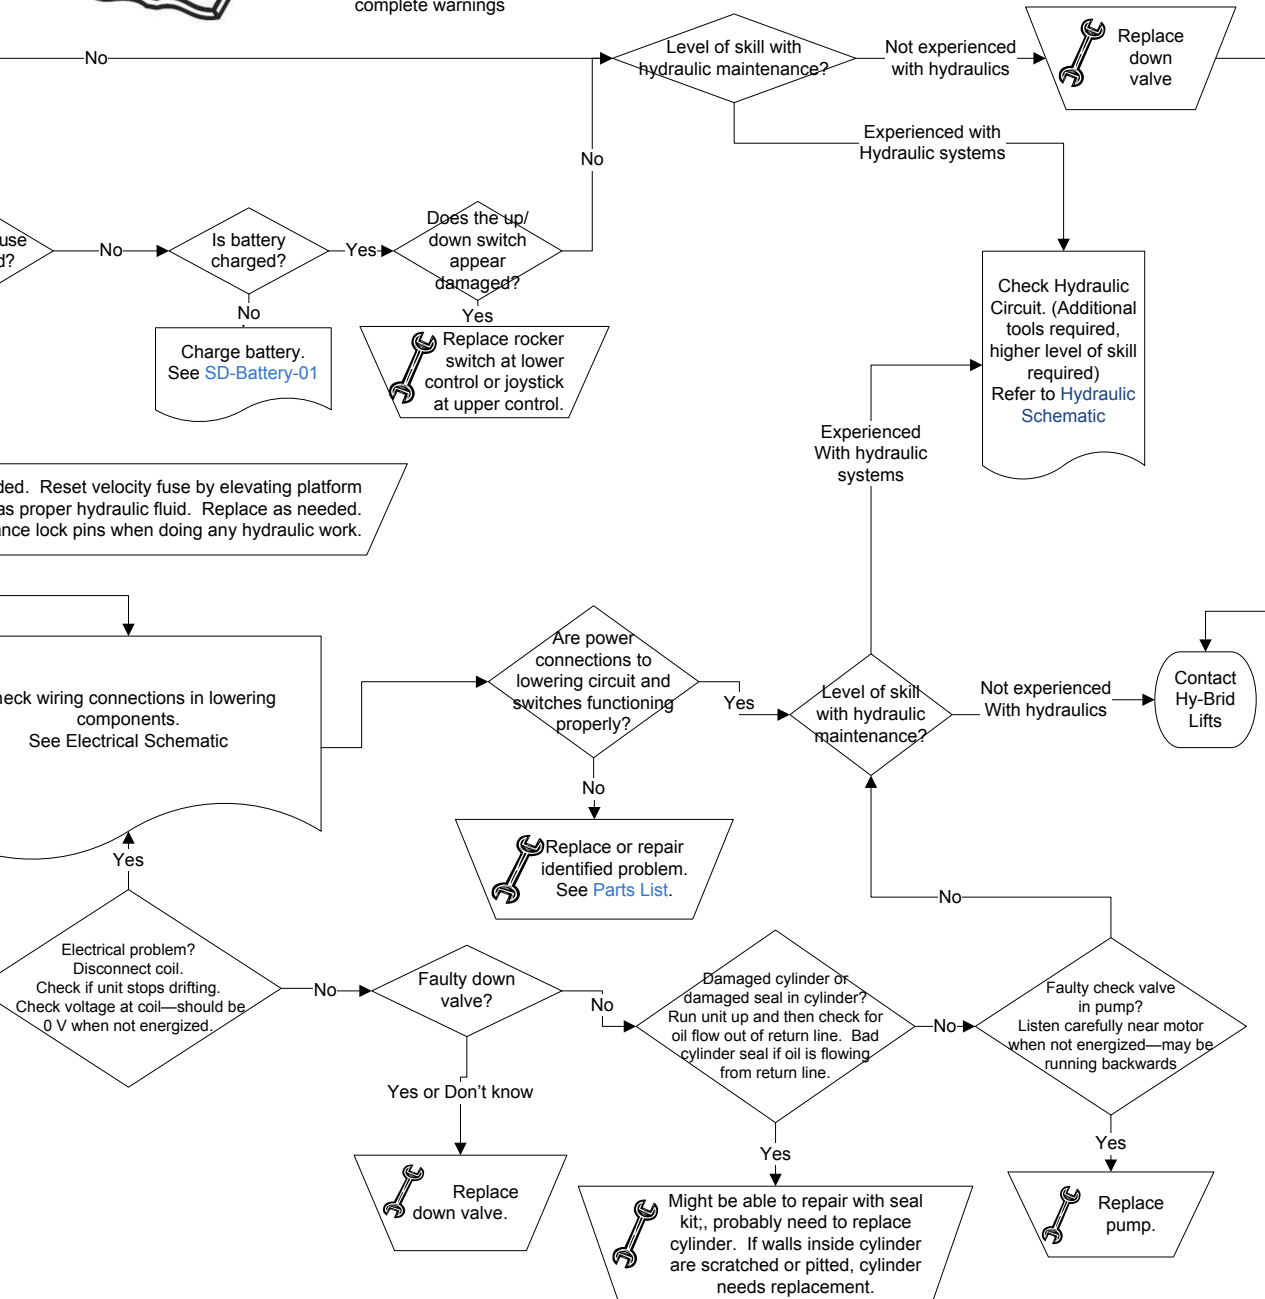 complete warnings
No
Level of skill with
hydraulic maintenance?
Not experienced
with hydraulics
Replace
down
valve
Experienced with
Hydraulic systems
No
use
d?
No
Is battery
charged?
Yes
Does the up/
down switch
appear
damaged?
No
Yes
Charge battery.
See SD-Battery-01
Replace rocker
switch at lower
control or joystick
at upper control.
Check Hydraulic
Circuit. (Additional
tools required,
higher level of skill
required)
Refer to Hydraulic
Schematic
Experienced
With hydraulic
systems
ded.  Reset velocity fuse by elevating platform
as proper hydraulic fluid.  Replace as needed.
ance lock pins when doing any hydraulic work.
heck wiring connections in lowering
components.
See Electrical Schematic
Are power
connections to
lowering circuit and
switches functioning
properly?
Yes
Level of skill
with hydraulic
maintenance?
Not experienced
With hydraulics
Contact
Hy-Brid
Lifts
No
Replace or repair
identified problem.
See Parts List.
Yes
No
Electrical problem?
Disconnect coil.
Check if unit stops drifting.
Check voltage at coil—should be
0 V when not energized.
No
Faulty down
valve?
No
Damaged cylinder or
damaged seal in cylinder?
Run unit up and then check for
oil flow out of return line.  Bad
cylinder seal if oil is flowing
from return line.
No
Faulty check valve
in pump?
Listen carefully near motor
when not energized—may be
running backwards
Yes or Don't know
Yes
Yes
Replace
down valve.
Might be able to repair with seal
kit;, probably need to replace
cylinder.  If walls inside cylinder
are scratched or pitted, cylinder
needs replacement.
Replace
pump.